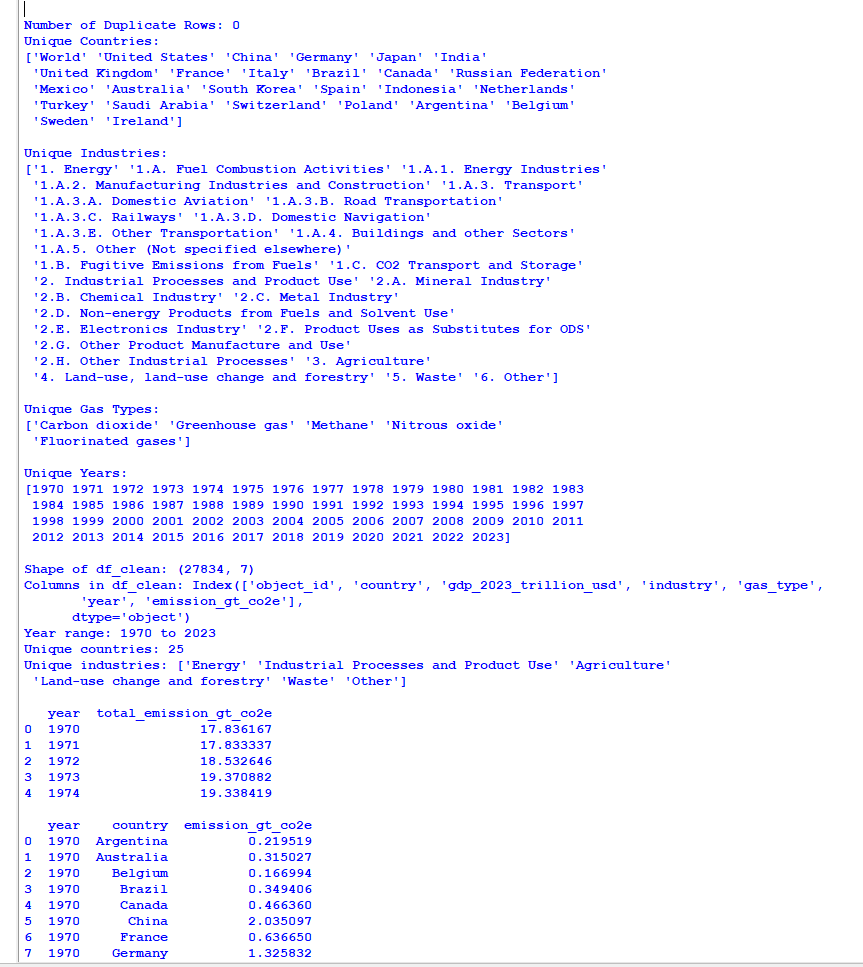 Number of Duplicate Rows: 0
Unique Countries:
['World' 'United States' 'China' 'Germany' 'Japan' 'India'
'United Kingdom' 'France' 'Italy' 'Brazil' 'Canada' 'Russian Federation'
'Mexico' 'Australia' 'South Korea' 'Spain' 'Indonesia' 'Netherlands'
'Turkey' 'Saudi Arabia' 'Switzerland' 'Poland' 'Argentina' 'Belgium'
'Sweden' 'Ireland']
Unique Industries:
['1. Energy' '1.A. Fuel Combustion Activities' '1.A.1. Energy Industries'
'1.A.2. Manufacturing Industries and Construction' '1.A.3. Transport'
'1.A.3.A. Domestic Aviation' '1.A.3.B. Road Transportation'
'1.A.3.C. Railways' '1.A.3.D. Domestic Navigation'
'1.A.3.E. Other Transportation' '1.A.4. Buildings and other Sectors'
'1.A.5. Other (Not specified elsewhere)'
'1.B. Fugitive Emissions from Fuels' '1.C. CO2 Transport and Storage'
'2. Industrial Processes and Product Use' '2.A. Mineral Industry'
'2.B. Chemical Industry' '2.C. Metal Industry'
'2.D. Non-energy Products from Fuels and Solvent Use'
'2.E. Electronics Industry' '2.F. Product Uses as Substitutes for ODS'
'2.G. Other Product Manufacture and Use'
'2.H. Other Industrial Processes' '3. Agriculture'
'4. Land-use, land-use change and forestry' '5. Waste' '6. Other']
Unique Gas Types:
['Carbon dioxide' 'Greenhouse gas' 'Methane' 'Nitrous oxide'
'Fluorinated gases']
Unique Years:
[1970 1971 1972 1973 1974 1975 1976 1977 1978 1979 1980 1981 1982 1983
1984 1985 1986 1987 1988 1989 1990 1991 1992 1993 1994 1995 1996 1997
1998 1999 2000 2001 2002 2003 2004 2005 2006 2007 2008 2009 2010 2011
2012 2013 2014 2015 2016 2017 2018 2019 2020 2021 2022 2023]
Shape of df_clean: (27834, 7)
Columns in df_clean: Index(['object_id', 'country', 'gdp_2023_trillion_usd', 'industry', 'gas_type',
'year', 'emission_gt_co2e'],
dtype='object')
Year range: 1970 to 2023
Unique countries: 25
Unique industries: ['Energy' 'Industrial Processes and Product Use' 'Agriculture'
'Land-use change and forestry' 'Waste' 'Other']
year total_emission_gt_co2e
0 1970 17.836167
1 1971 17.833337
2 1972 18.532646
3 1973 19.370882
4 1974 19.338419
year country emission_gt_co2e
0 1970 Argentina 0.219519
1 1970 Australia 0.315027
2 1970 Belgium 0.166994
3 1970 Brazil 0.349406
4 1970 Canada 0.466360
5 1970 China 2.035097
6 1970 France 0.636650
7 1970 Germany 1.325832